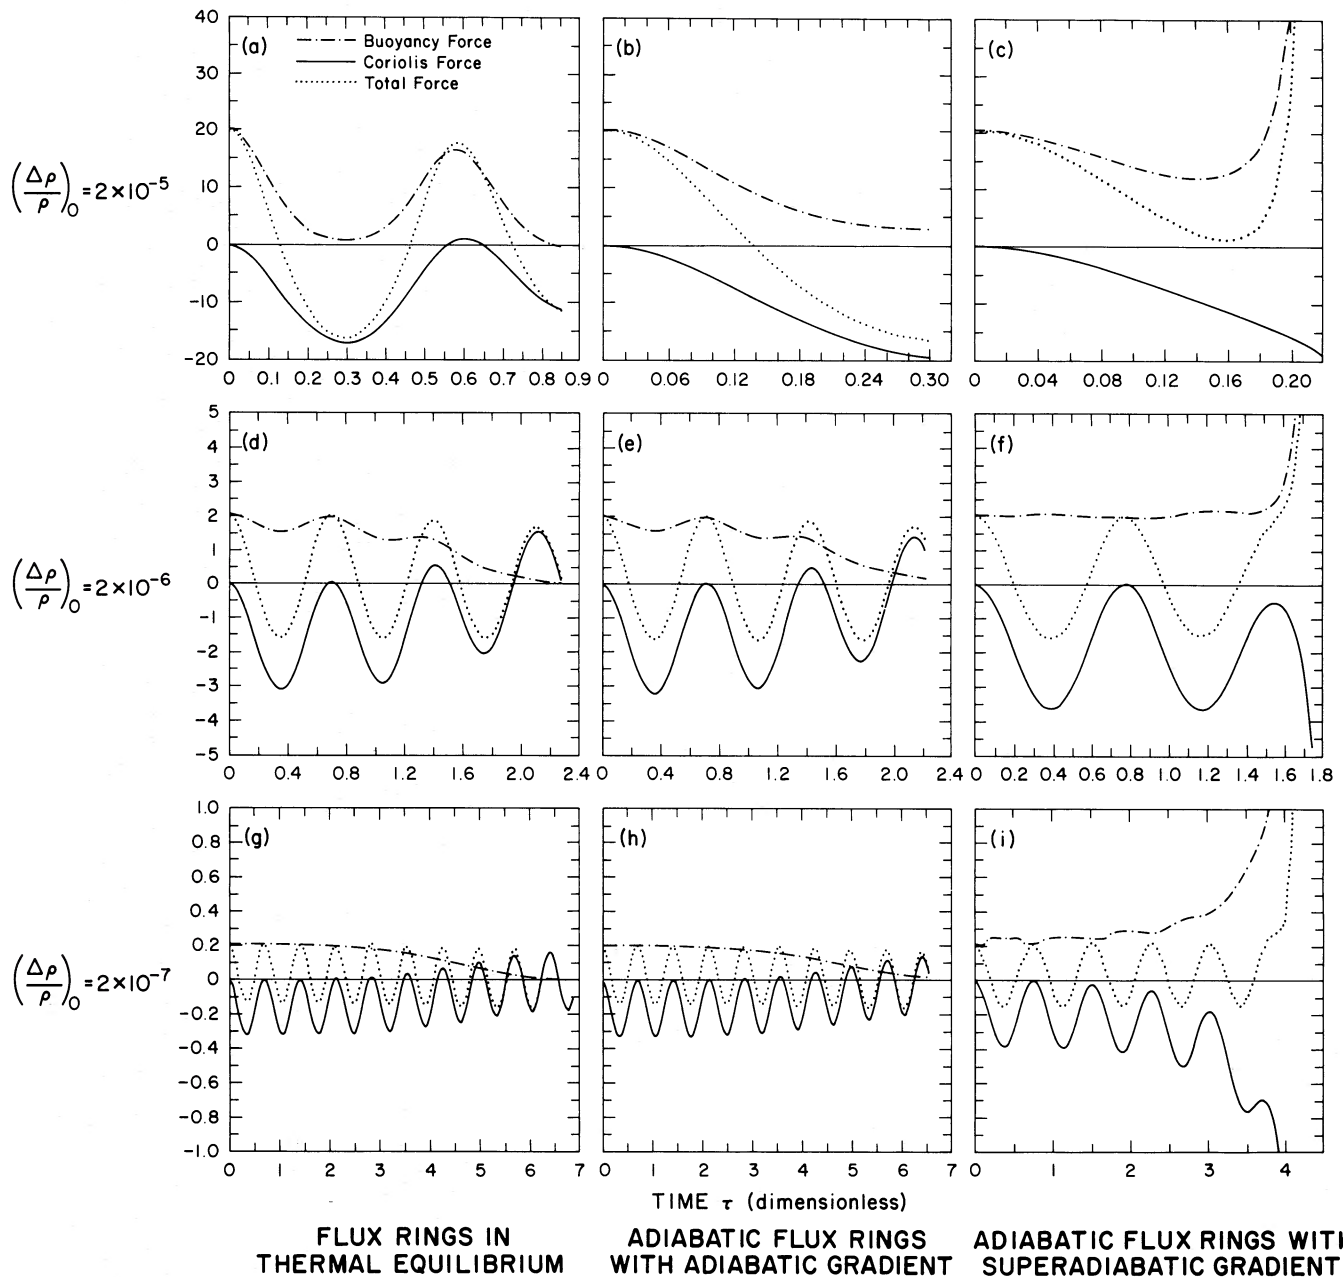 (a)
Buoyancy Force
Coriolis Force
Total Force
40
30
20
10
0
-10
-20
0 0.1 0.2 0.3 0.4 0.5 0.6 0.7 0.8 0.9
(Δρ/ρ)₀ = 2×10⁻⁵
(b)
0 0.06 0.12 0.18 0.24 0.30
(c)
0 0.04 0.08 0.12 0.16 0.20
(Δρ/ρ)₀ = 2×10⁻⁶
(d)
5
4
3
2
1
0
-1
-2
-3
-4
-5
0 0.4 0.8 1.2 1.6 2.0 2.4
(e)
0 0.4 0.8 1.2 1.6 2.0 2.4
(f)
0 0.2 0.4 0.6 0.8 1.0 1.2 1.4 1.6 1.8
(Δρ/ρ)₀ = 2×10⁻⁷
(g)
1.0
0.8
0.6
0.4
0.2
0
-0.2
-0.4
-0.6
-0.8
-1.0
0 1 2 3 4 5 6 7
(h)
0 1 2 3 4 5 6 7
(i)
0 1 2 3 4
TIME τ (dimensionless)
FLUX RINGS IN
THERMAL EQUILIBRIUM
ADIABATIC FLUX RINGS
WITH ADIABATIC GRADIENT
ADIABATIC FLUX RINGS WITH
SUPERADIABATIC GRADIENT